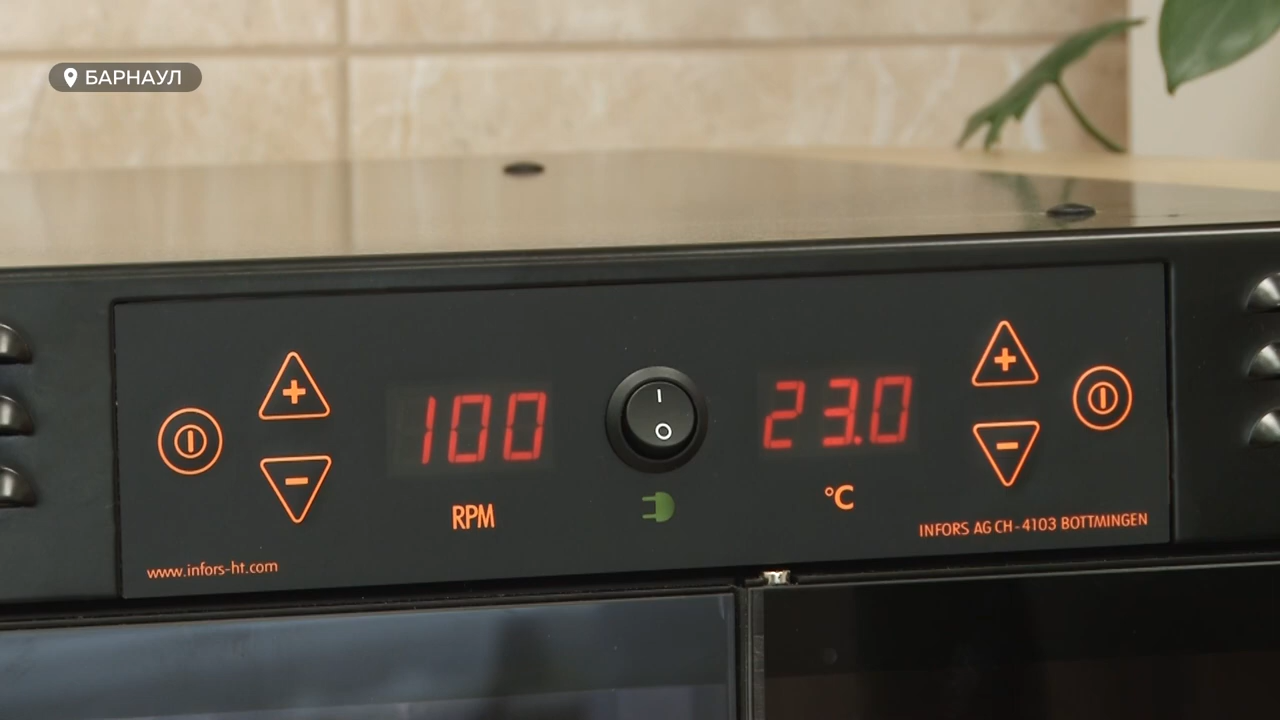 БАРНАУЛ
100
RPM
I
O
23.0
°C
www.infors-ht.com
INFORS AG CH-4103 BOTTMINGEN